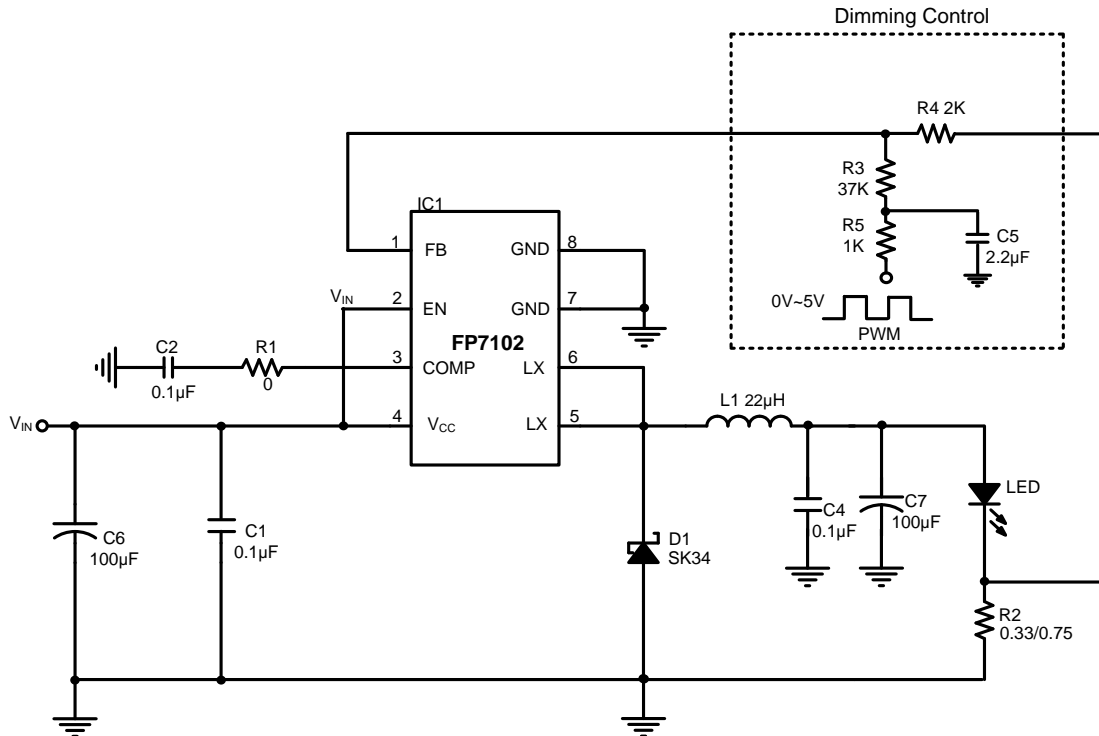 Dimming Control
R4 2K
R3
37K
R5
1K
C5
2.2µF
0V~5V
PWM
IC1
1
FB
GND
8
VIN
2
EN
GND
7
FP7102
C2
0.1µF
R1
0
3
COMP
LX
6
VIN
4
VCC
LX
5
L1 22µH
C6
100µF
C1
0.1µF
D1
SK34
C4
0.1µF
C7
100µF
LED
R2
0.33/0.75